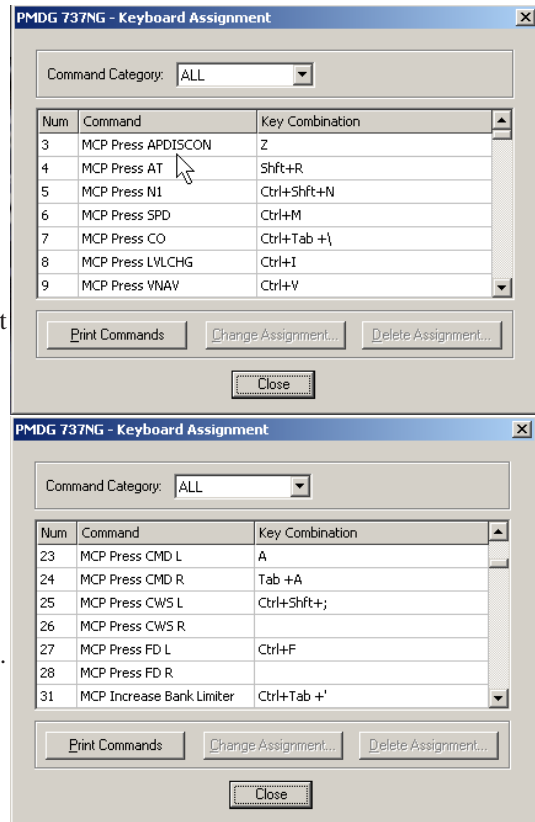 PMDG 737NG - Keyboard Assignment
Command Category: ALL
Num Command Key Combination
3 MCP Press APDISCON Z
4 MCP Press AT Shft+R
5 MCP Press N1 Ctrl+Shft+N
6 MCP Press SPD Ctrl+M
7 MCP Press CO Ctrl+Tab +\
8 MCP Press LVLCHG Ctrl+I
9 MCP Press VNAV Ctrl+V
t
Print Commands Change Assignment... Delete Assignment...
Close
PMDG 737NG - Keyboard Assignment
Command Category: ALL
Num Command Key Combination
23 MCP Press CMD L A
24 MCP Press CMD R Tab +A
25 MCP Press CWS L Ctrl+Shft+;
26 MCP Press CWS R
27 MCP Press FD L Ctrl+F
.
28 MCP Press FD R
31 MCP Increase Bank Limiter Ctrl+Tab +'
Print Commands Change Assignment... Delete Assignment...
Close